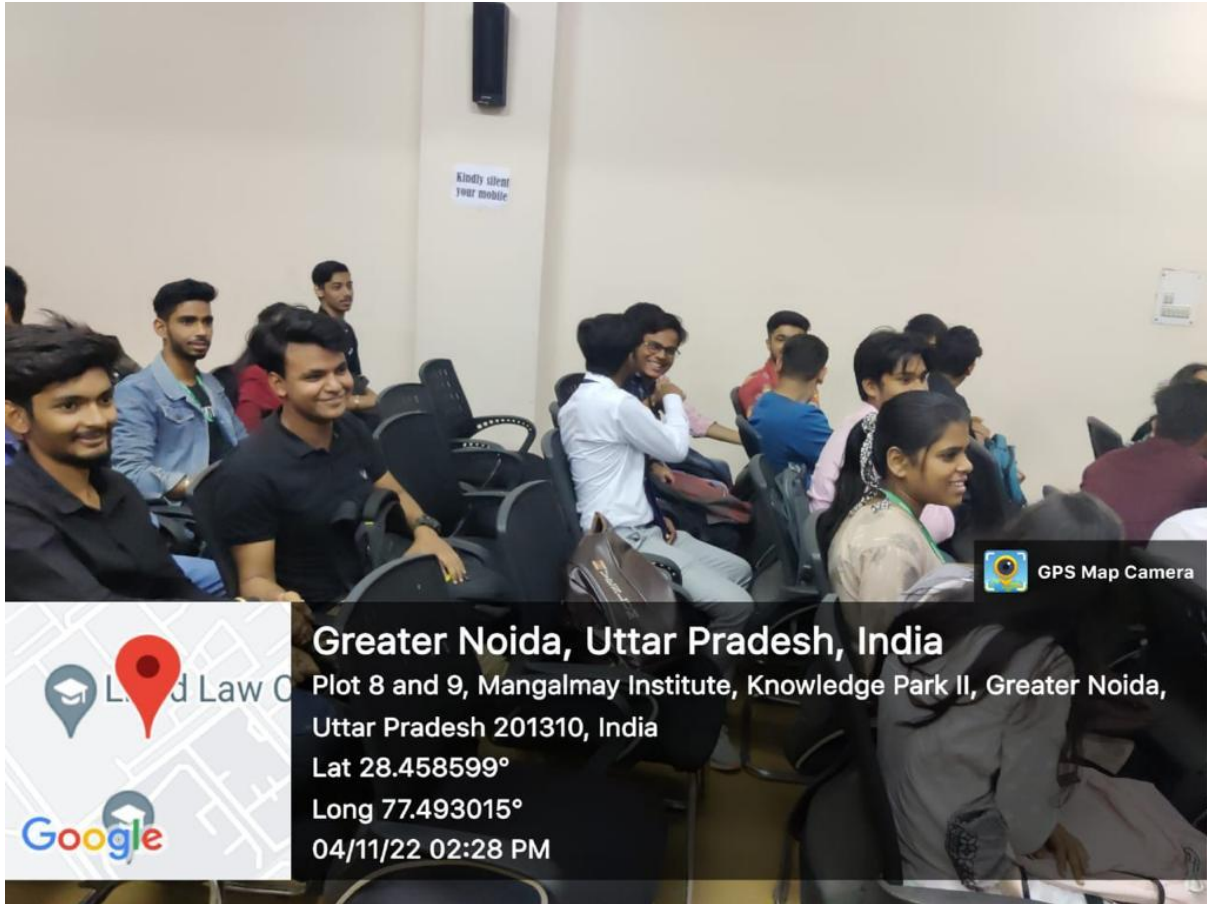 Kindly silent
your mobile
GPS Map Camera
Greater Noida, Uttar Pradesh, India
Plot 8 and 9, Mangalmay Institute, Knowledge Park II, Greater Noida,
Uttar Pradesh 201310, India
Lat 28.458599°
Long 77.493015°
04/11/22 02:28 PM
Law C
Google